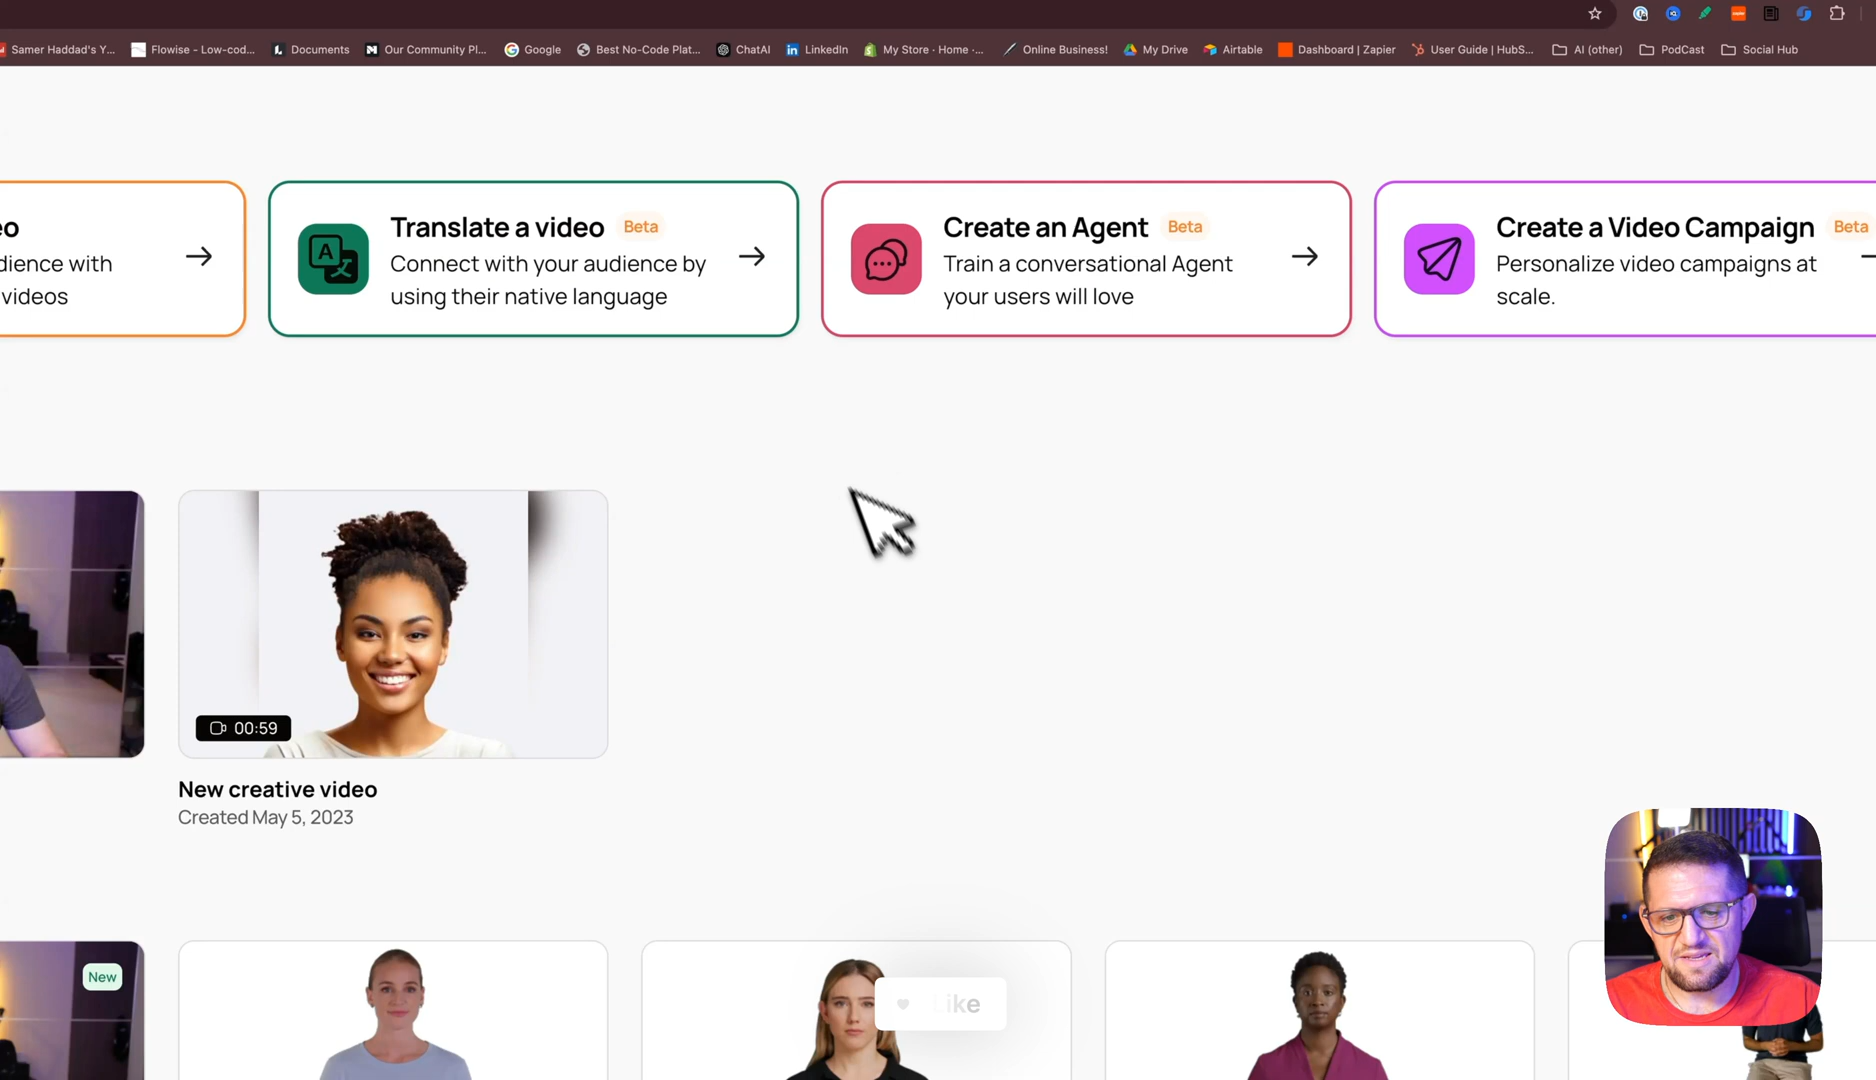 Samer Haddad's Y...
Flowise - Low-cod...
Documents
Our Community Pl...
Google
Best No-Code Plat...
ChatAI
LinkedIn
My Store · Home ·...
Online Business!
My Drive
Airtable
Dashboard | Zapier
User Guide | HubS...
AI (other)
PodCast
Social Hub
eo
dience with
videos
Translate a video
Beta
Connect with your audience by
using their native language
Create an Agent
Beta
Train a conversational Agent
your users will love
Create a Video Campaign
Beta
Personalize video campaigns at
scale.
00:59
New creative video
Created May 5, 2023
New
Like